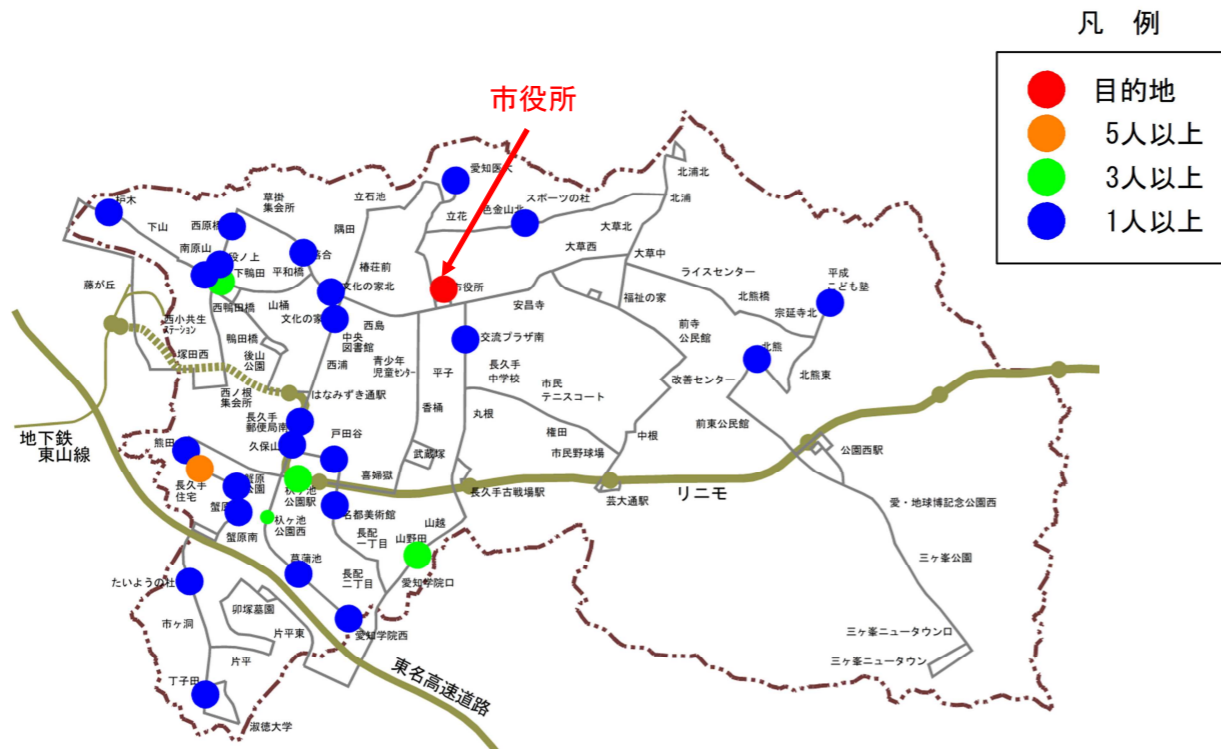 凡　例
目的地
5人以上
3人以上
1人以上
市役所
愛知医大
北浦北
北浦
スポーツの杜
色金山北
立花
立石池
草掛
集会所
西原橋
下山
隅田
大草北
大草西
大草中
南原山
段ノ上
下鴨田
平和橋
落合
椿荘前
ライスセンター
平成
こども塾
藤が丘
文化の家北
市役所
安昌寺
福祉の家
北熊橋
宗延寺北
西鴨田橋
山桶
文化の家
西島
前寺
公民館
西小共生
ステーション
鴨田橋
中央
図書館
交流プラザ南
北熊
塚田西
後山
公園
西浦
青少年
児童センター
平子
長久手
中学校
改善センター
北熊東
西ノ根
集会所
はなみずき通駅
香桶
丸根
市民
テニスコート
長久手
郵便局南
前東公民館
地下鉄
東山線
熊田
久保山
戸田谷
武蔵塚
権田
中根
市民野球場
公園西駅
長久手
住宅
蟹原
公園
杁ヶ池
公園駅
喜婦嶽
長久手古戦場駅
芸大通駅
リニモ
愛・地球博記念公園西
蟹原
杁ヶ池
公園西
名都美術館
山越
蟹原南
長配
一丁目
山野田
三ヶ峯公園
菖蒲池
長配
二丁目
愛知学院口
たいようの杜
卯塚墓園
市ヶ洞
片平東
愛知学院西
三ヶ峯ニュータウン口
片平
三ヶ峯ニュータウン
丁子田
東名高速道路
淑徳大学